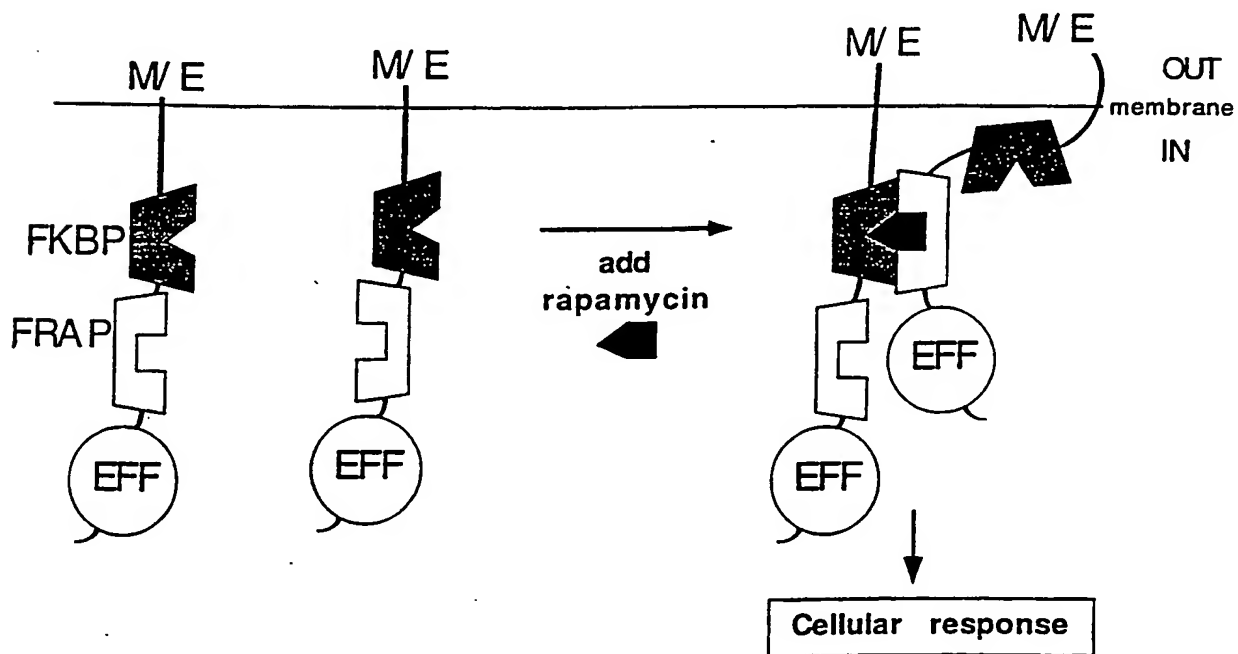 M/E
M/E
M/E
M/E
OUT
membrane
IN
FKBP
FRAP
EFF
EFF
add
rapamycin
EFF
EFF
Cellular response